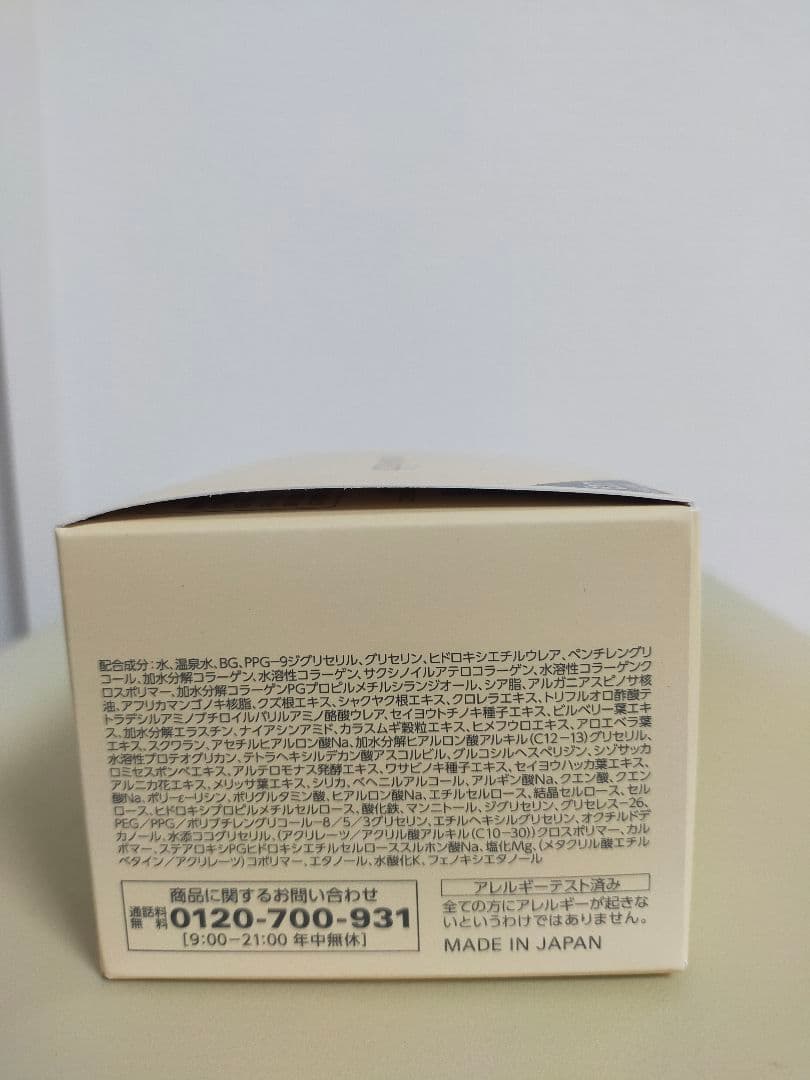 配合成分:水、温泉水、BG、PPG-9ジグリセリル、グリセリン、ヒドロキシエチルウレア、ペンチレングリ
コール、加水分解コラーゲン、水溶性コラーゲン、サクシノイルアテロコラーゲン、水溶性コラーゲンク
ロスポリマー、加水分解コラーゲンPGプロピルメチルシランジオール、シア脂、アルガニアスピノサ核
油、アフリカマンゴノキ核脂、クズ根エキス、シャクヤク根エキス、クロレラエキス、トリフルオロ酢酸テ
トラデシルアミノブチロイルバリルアミノ酪酸ウレア、セイヨウトチノキ種子エキス、ビルベリー葉エキ
ス、加水分解エラスチン、ナイアシンアミド、カラスムギ穀粒エキス、ヒメフウロエキス、アロエベラ葉
エキス、スクワラン、アセチルヒアルロン酸Na、加水分解ヒアルロン酸アルキル(C12-13)グリセリル、
水溶性プロテオグリカン、テトラヘキシルデカン酸アスコルビル、グルコシルヘスペリジン、シゾサッカ
ロミセスポンベエキス、アルテロモナス発酵エキス、ワサビノキ種子エキス、セイヨウハッカ葉エキス、
アルニカ花エキス、メリッサ葉エキス、シリカ、ベヘニルアルコール、アルギン酸Na、クエン酸、クエン
酸Na、ポリ-ε-リシン、ポリグルタミン酸、ヒアルロン酸Na、エチルセルロース、結晶セルロース、セル
ロース、ヒドロキシプロピルメチルセルロース、酸化鉄、マンニトール、ジグリセリン、グリセレス-26、
PEG/PPG/ポリブチレングリコール-8/5/3グリセリン、エチルヘキシルグリセリン、オクチルドデ
カノール、水添ココグリセリル、(アクリレーツ/アクリル酸アルキル(C10-30))クロスポリマー、カル
ボマー、ステアロキシPGヒドロキシエチルセルローススルホン酸Na、塩化Mg、(メタクリル酸エチル
ベタイン/アクリレーツ)コポリマー、エタノール、水酸化K、フェノキシエタノール
商品に関するお問い合わせ
通話料
無料 0120-700-931
[9:00-21:00 年中無休]
アレルギーテスト済み
全ての方にアレルギーが起きな
いというわけではありません。
MADE IN JAPAN